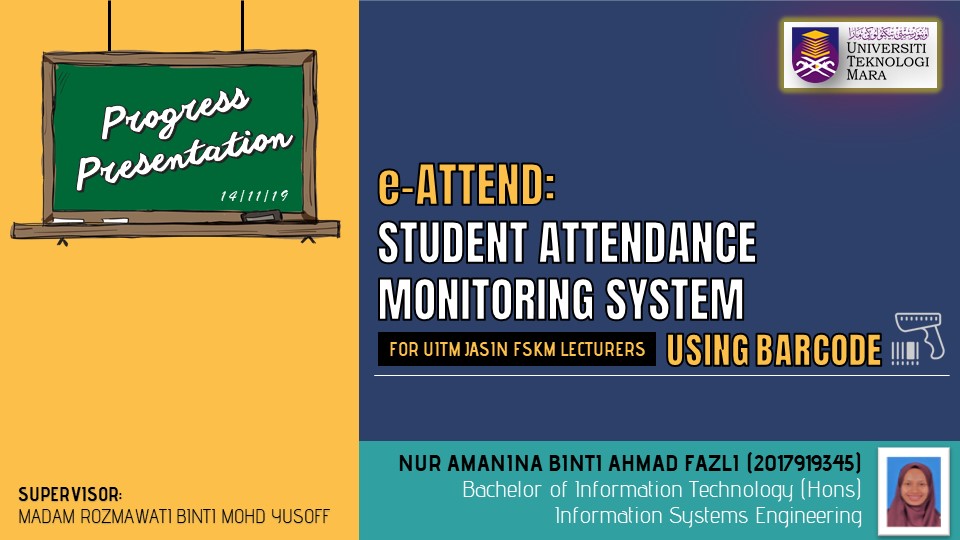 Progress
Presentation
14/11/19
UNIVERSITI
TEKNOLOGI
MARA
e-ATTEND:
STUDENT ATTENDANCE
MONITORING SYSTEM
FOR UITM JASIN FSKM LECTURERS USING BARCODE
NUR AMANINA BINTI AHMAD FAZLI (2017919345)
Bachelor of Information Technology (Hons)
Information Systems Engineering
SUPERVISOR:
MADAM ROZMAWATI BINTI MOHD YUSOFF